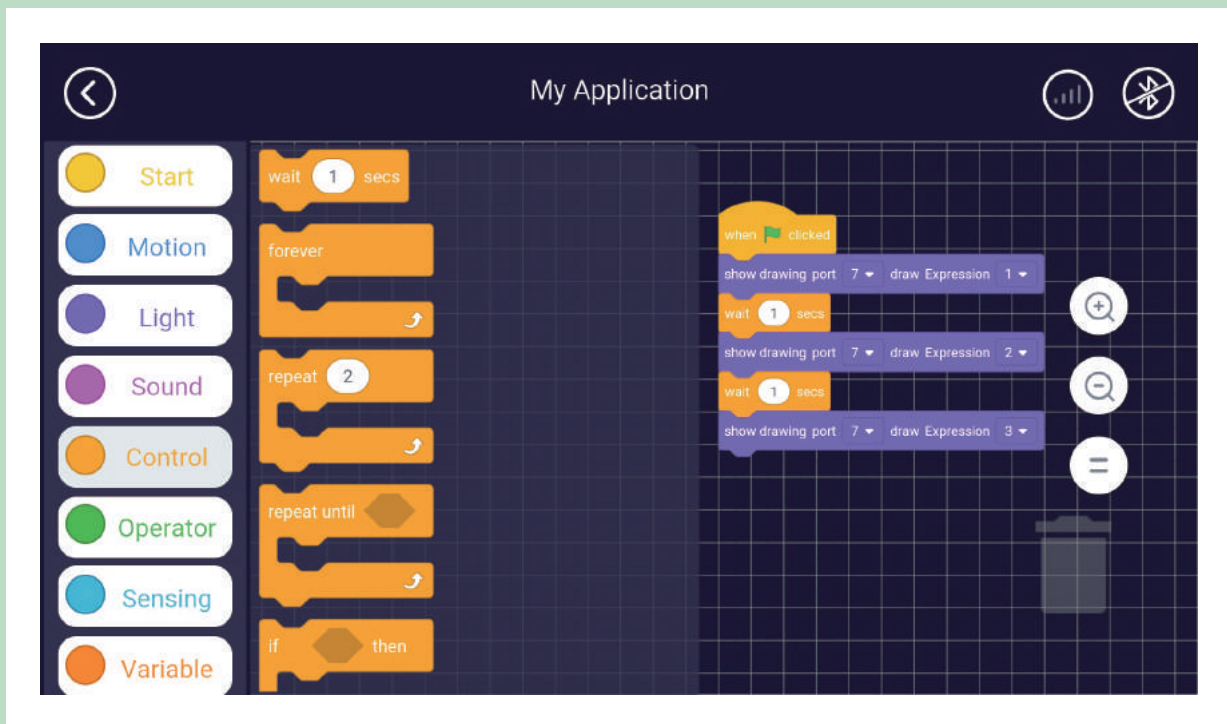 My Application
Start
Motion
Light
Sound
Control
Operator
Sensing
Variable
wait 1 secs
forever
repeat 2
repeat until
if then
when clicked
show drawing port 7 draw Expression 1
wait 1 secs
show drawing port 7 draw Expression 2
wait 1 secs
show drawing port 7 draw Expression 3